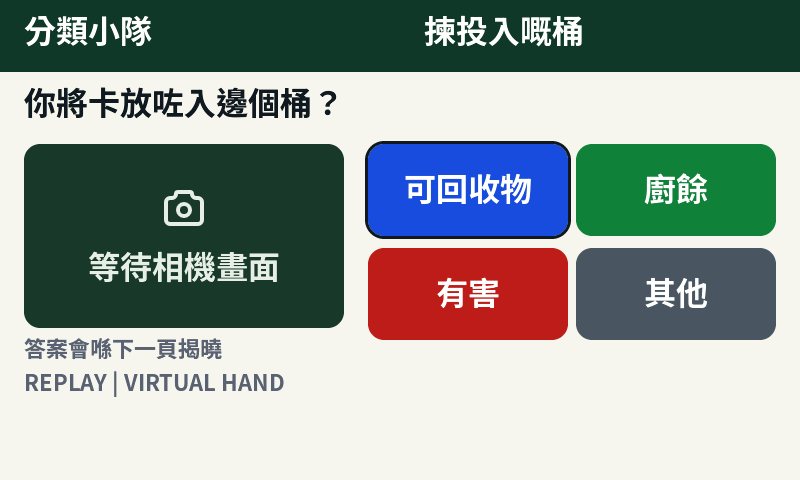 分類小隊
揀投入嘅桶
你將卡放咗入邊個桶？
等待相機畫面
可回收物
廚餘
有害
其他
答案會喺下一頁揭曉
REPLAY | VIRTUAL HAND